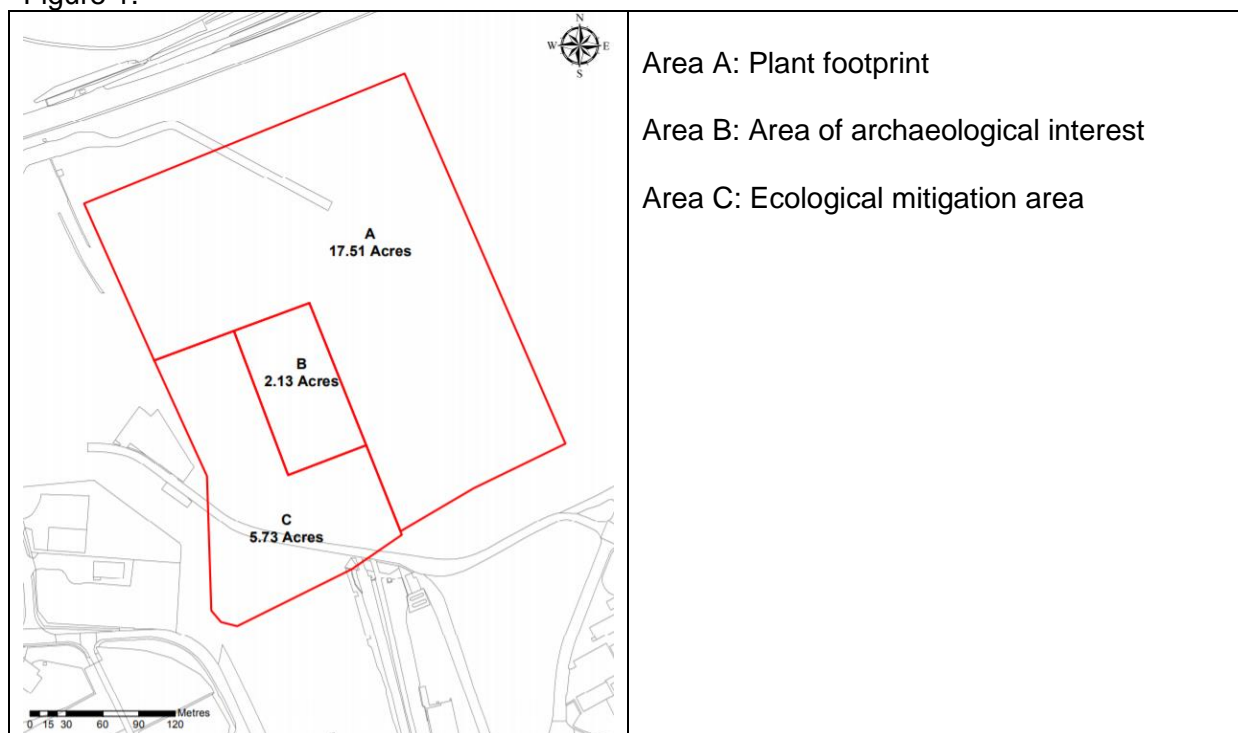 Figure 1.
N
W E
S
Area A: Plant footprint
Area B: Area of archaeological interest
Area C: Ecological mitigation area
A
17.51 Acres
B
2.13 Acres
C
5.73 Acres
Metres
0 15 30 60 90 120